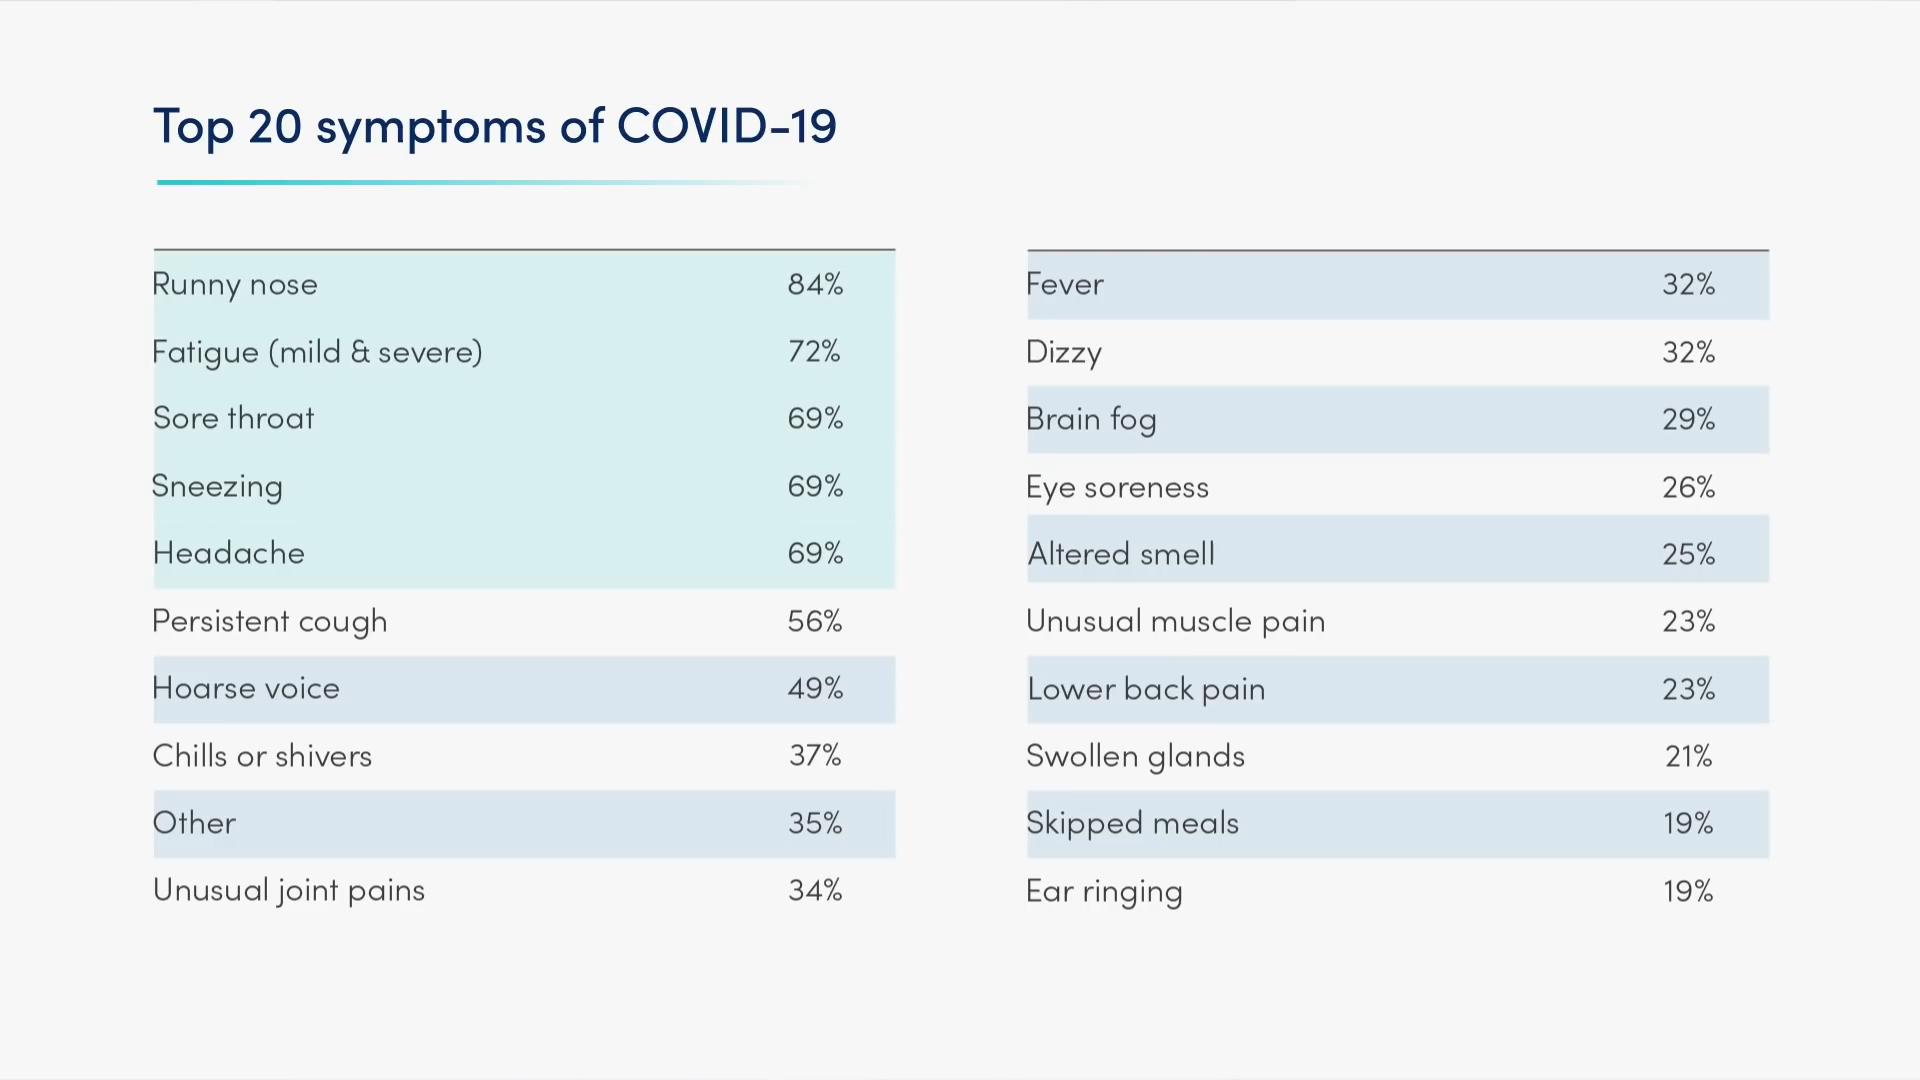 Top 20 symptoms of COVID-19
Runny nose 84%
Fatigue (mild & severe) 72%
Sore throat 69%
Sneezing 69%
Headache 69%
Persistent cough 56%
Hoarse voice 49%
Chills or shivers 37%
Other 35%
Unusual joint pains 34%
Fever 32%
Dizzy 32%
Brain fog 29%
Eye soreness 26%
Altered smell 25%
Unusual muscle pain 23%
Lower back pain 23%
Swollen glands 21%
Skipped meals 19%
Ear ringing 19%